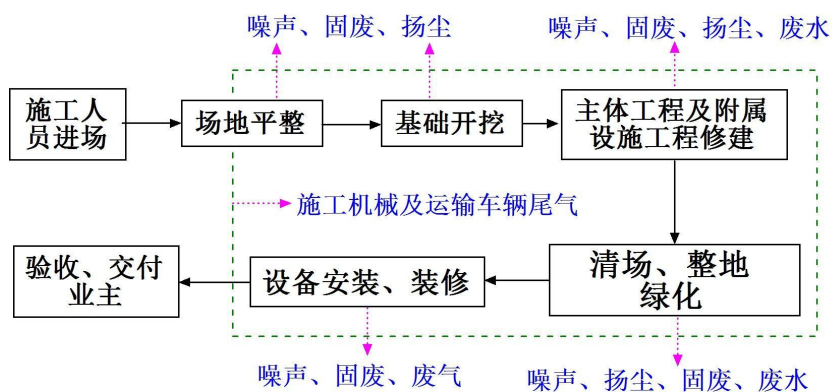 噪声、固废、扬尘
噪声、固废、扬尘、废水
施工人
员进场
场地平整
基础开挖
主体工程及附属
设施工程修建
施工机械及运输车辆尾气
验收、交付
业主
设备安装、装修
清场、整地
绿化
噪声、固废、废气
噪声、扬尘、固废、废水